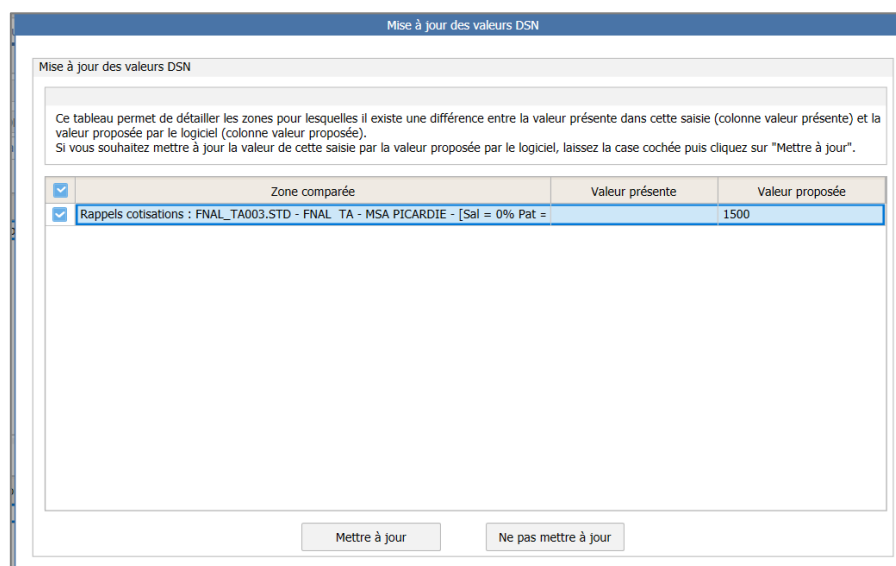 Mise à jour des valeurs DSN
Mise à jour des valeurs DSN
Ce tableau permet de détailler les zones pour lesquelles il existe une différence entre la valeur présente dans cette saisie (colonne valeur présente) et la
valeur proposée par le logiciel (colonne valeur proposée).
Si vous souhaitez mettre à jour la valeur de cette saisie par la valeur proposée par le logiciel, laissez la case cochée puis cliquez sur "Mettre à jour".
Zone comparée Valeur présente Valeur proposée
Rappels cotisations : FNAL_TA003.STD - FNAL TA - MSA PICARDIE - [Sal = 0% Pat = 1500
Mettre à jour Ne pas mettre à jour